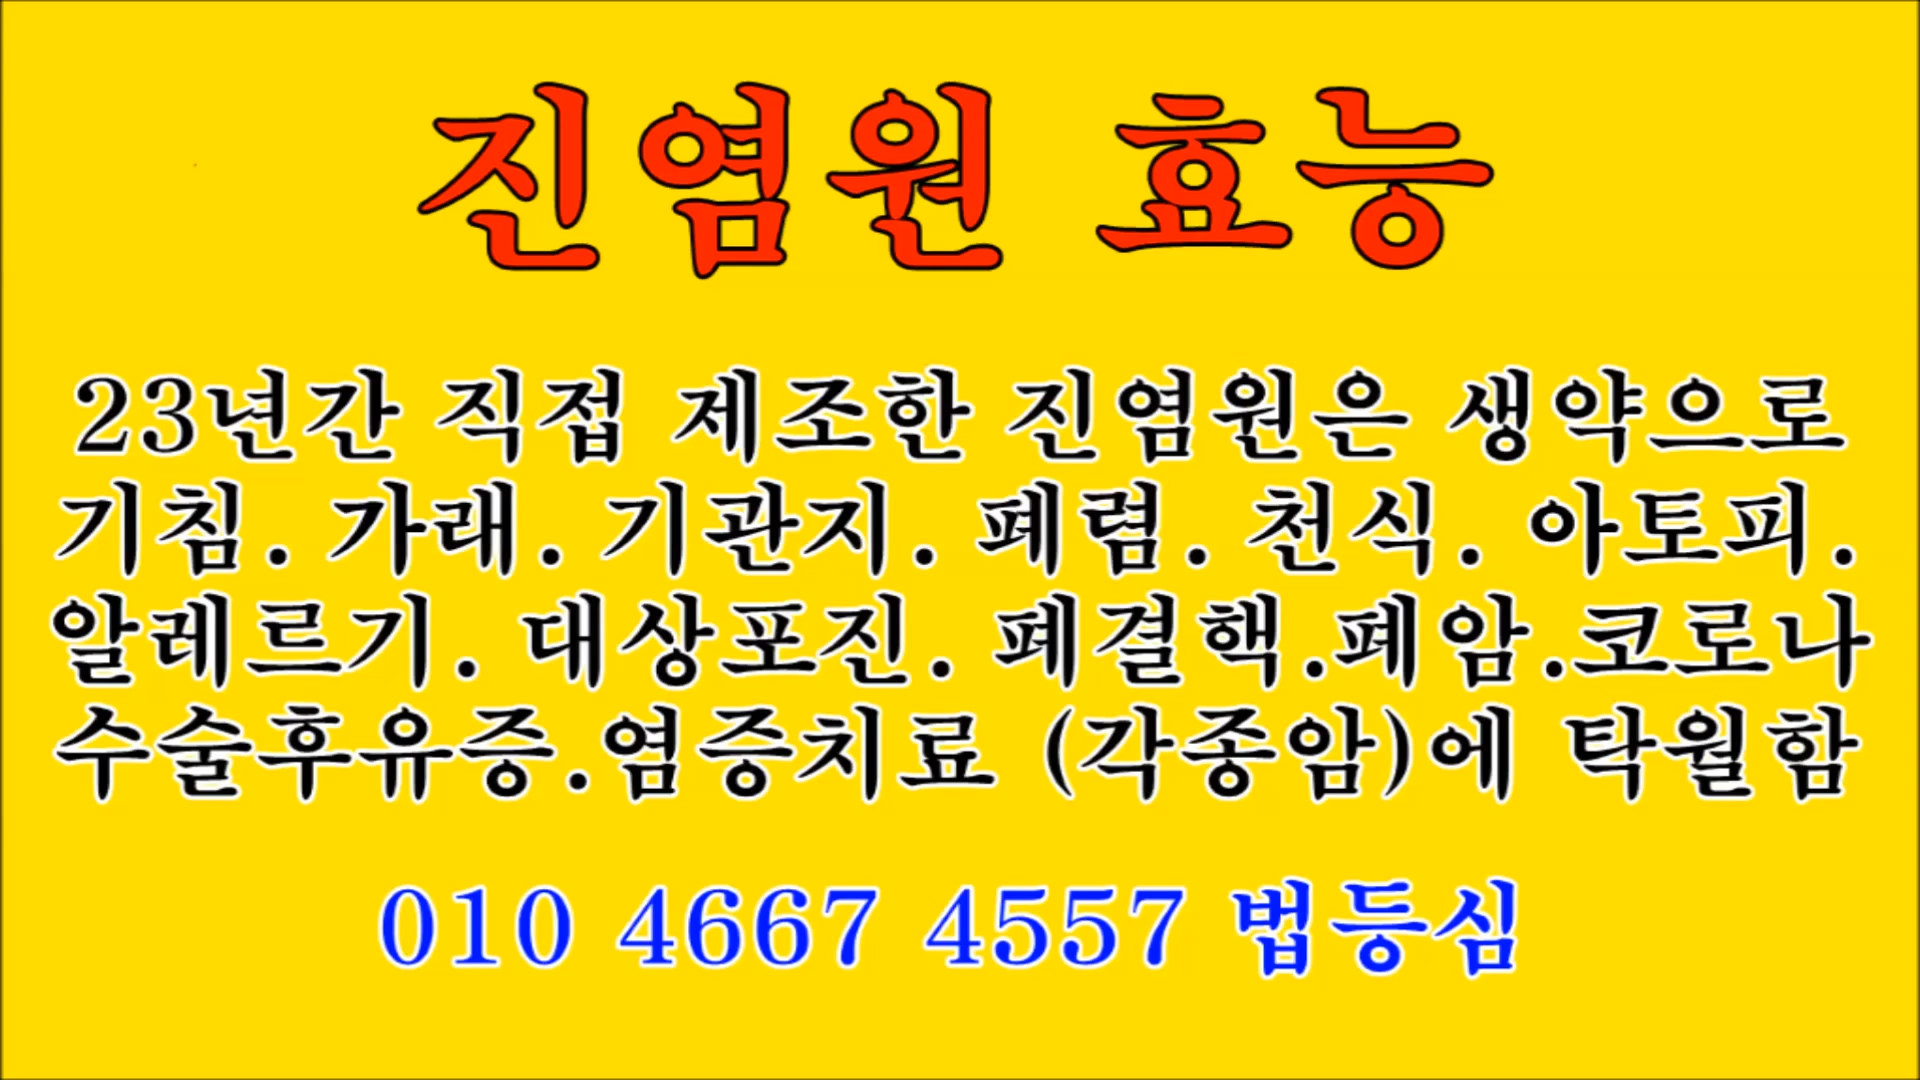 진염원 효능
23년간 직접 제조한 진염원은 생약으로
기침. 가래. 기관지. 폐렴. 천식. 아토피.
알레르기. 대상포진. 폐결핵.폐암.코로나
수술후유증.염증치료 (각종암)에 탁월함
010 4667 4557 법등심